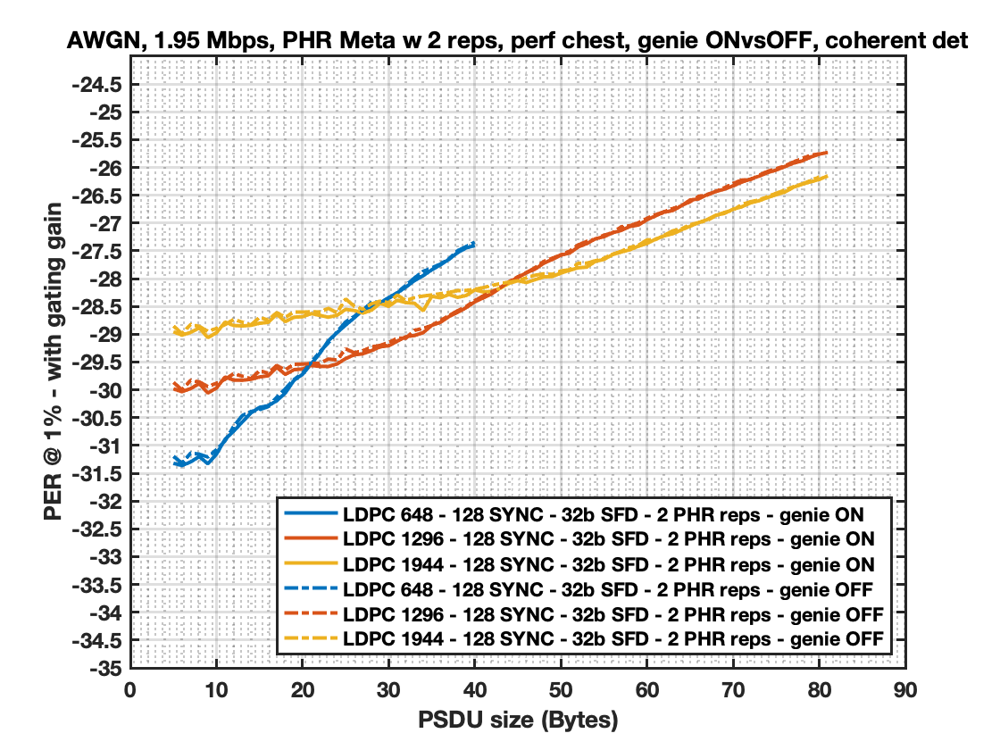 AWGN, 1.95 Mbps, PHR Meta w 2 reps, perf chest, genie ONvsOFF, coherent det
PER @ 1% - with gating gain
-24.5
-25
-25.5
-26
-26.5
-27
-27.5
-28
-28.5
-29
-29.5
-30
-30.5
-31
-31.5
-32
-32.5
-33
-33.5
-34
-34.5
-35
LDPC 648 - 128 SYNC - 32b SFD - 2 PHR reps - genie ON
LDPC 1296 - 128 SYNC - 32b SFD - 2 PHR reps - genie ON
LDPC 1944 - 128 SYNC - 32b SFD - 2 PHR reps - genie ON
LDPC 648 - 128 SYNC - 32b SFD - 2 PHR reps - genie OFF
LDPC 1296 - 128 SYNC - 32b SFD - 2 PHR reps - genie OFF
LDPC 1944 - 128 SYNC - 32b SFD - 2 PHR reps - genie OFF
0 10 20 30 40 50 60 70 80 90
PSDU size (Bytes)